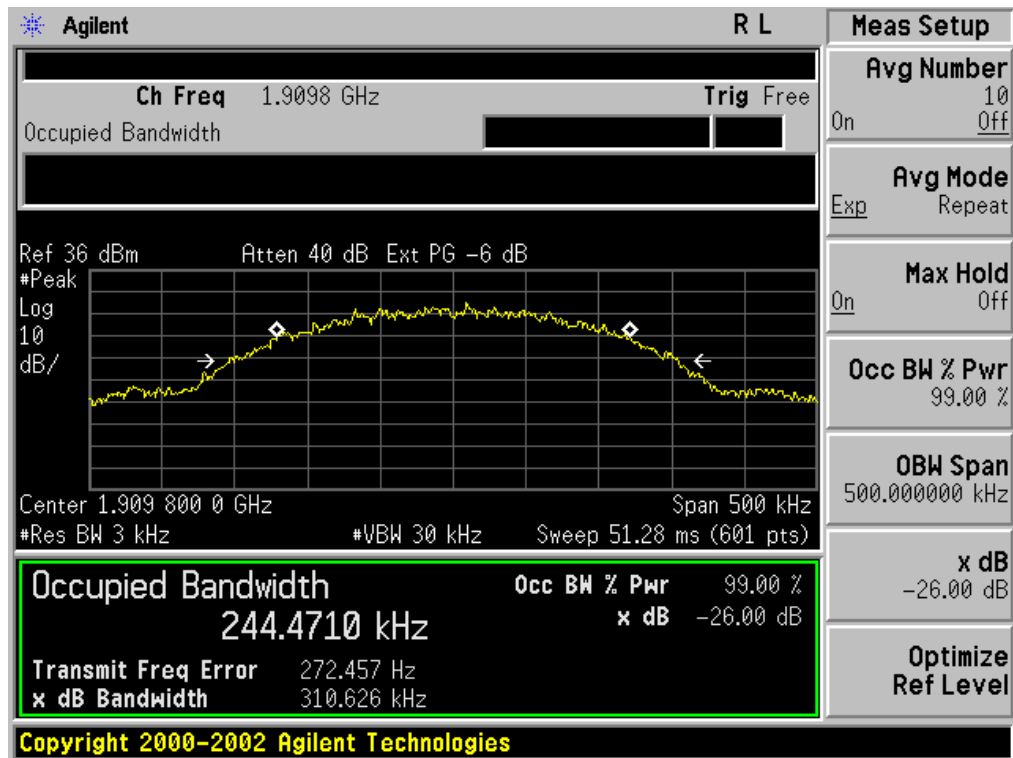 Agilent R L Meas Setup
Ch Freq 1.9098 GHz Trig Free
Occupied Bandwidth
Avg Number
10
On Off
Avg Mode
Exp Repeat
Max Hold
On Off
Occ BW % Pwr
99.00 %
OBW Span
500.000000 kHz
x dB
-26.00 dB
Optimize
Ref Level
Ref 36 dBm Atten 40 dB Ext PG -6 dB
#Peak
Log
10
dB/
Center 1.909 800 0 GHz Span 500 kHz
#Res BW 3 kHz #VBW 30 kHz Sweep 51.28 ms (601 pts)
Occupied Bandwidth
244.4710 kHz
Occ BW % Pwr 99.00 %
x dB -26.00 dB
Transmit Freq Error 272.457 Hz
x dB Bandwidth 310.626 kHz
Copyright 2000-2002 Agilent Technologies